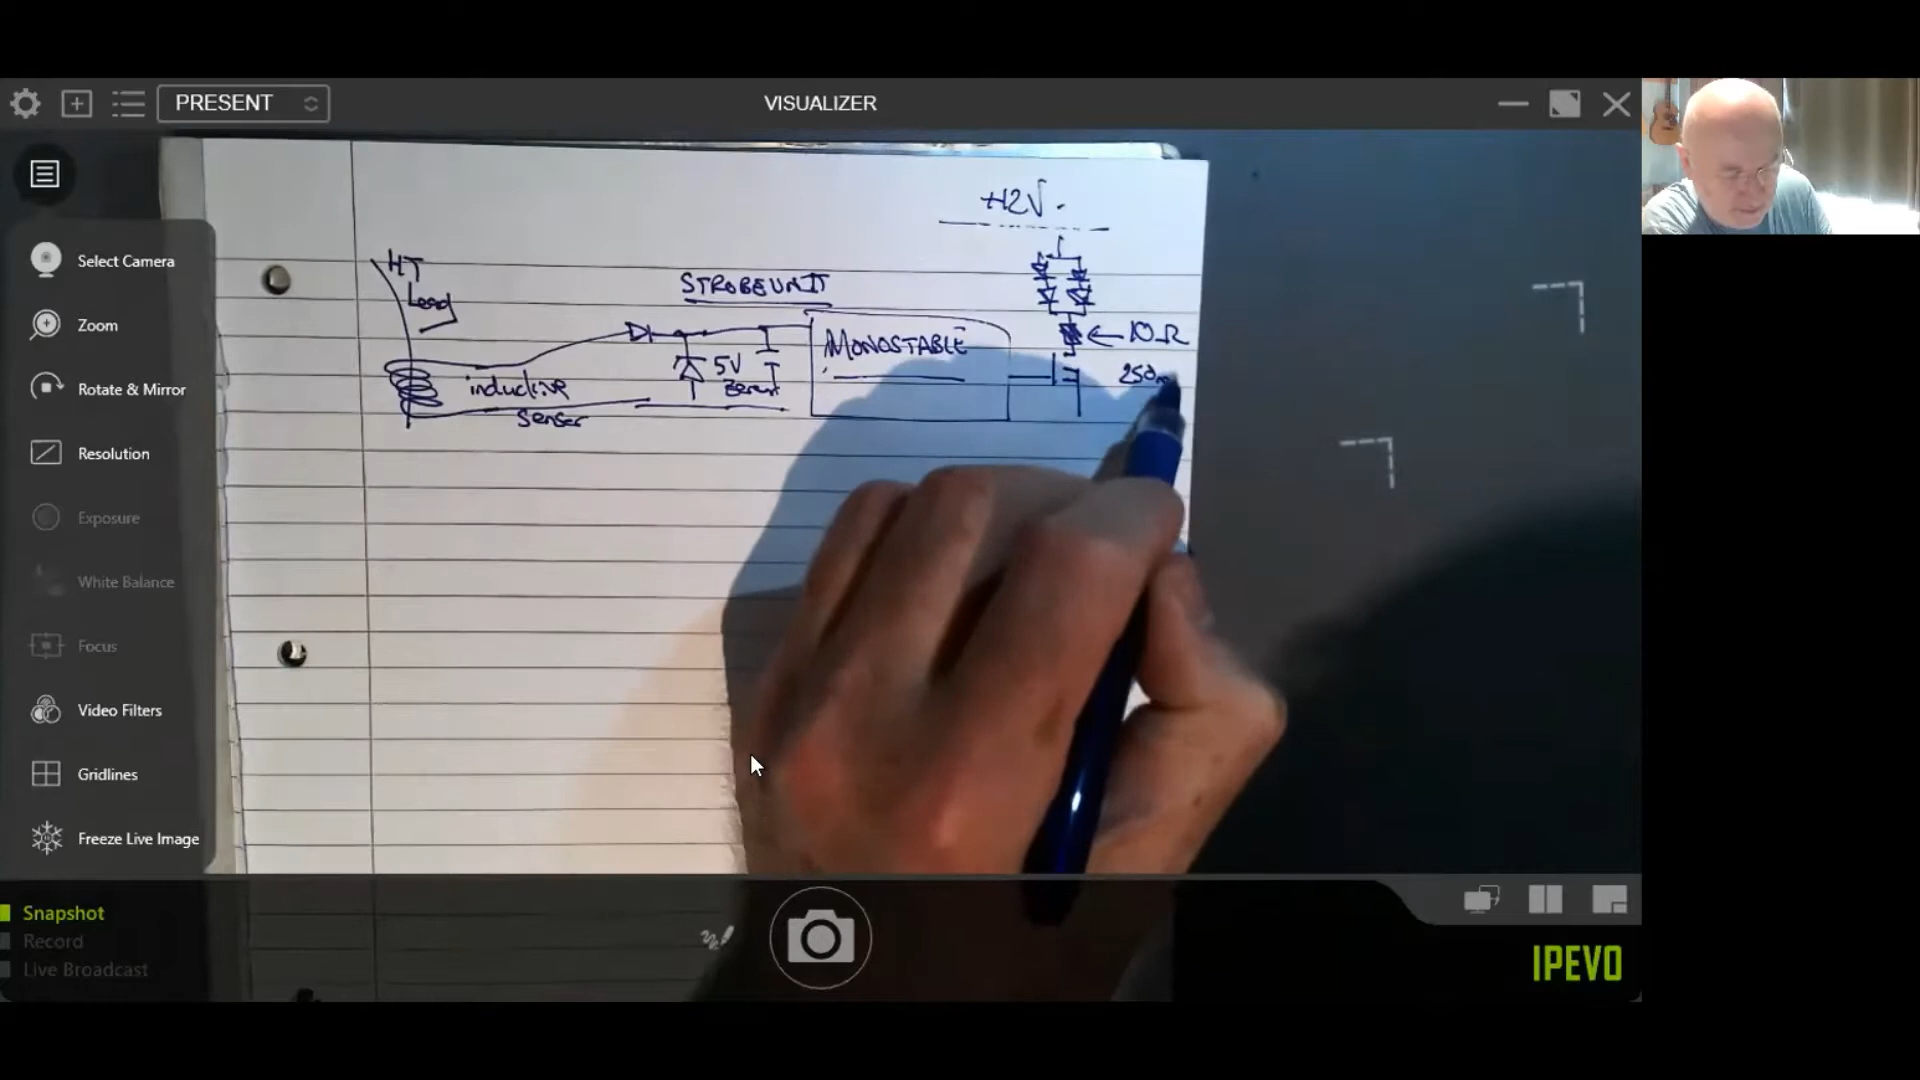 PRESENT
VISUALIZER
Select Camera
Zoom
Rotate & Mirror
Resolution
Exposure
White Balance
Focus
Video Filters
Gridlines
Freeze Live Image
Snapshot
Record
Live Broadcast
IPEVO
+12V
HT
Lead
STROBE UNIT
inductive
Sensor
5V
Zener
MONOSTABLE
10Ω